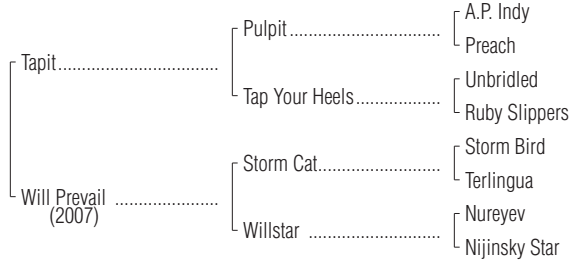 A.P. Indy
Pulpit
Preach
Tapit
Unbridled
Tap Your Heels
Ruby Slippers
Storm Bird
Storm Cat
Terlingua
Will Prevail
(2007)
Nureyev
Willstar
Nijinsky Star